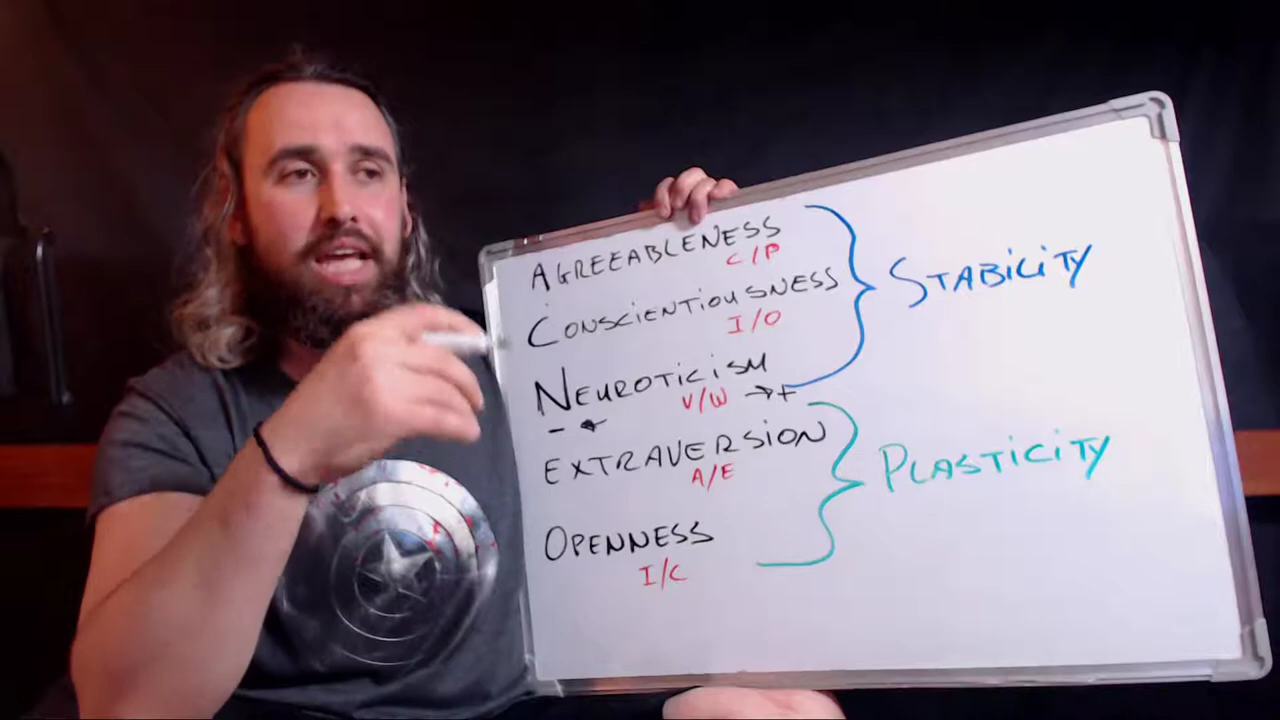 AGREEABLENESS
C/P
CONSCIENTIOUSNESS
I/O
NEUROTICISM
V/W → +
- ←
EXTRAVERSION
A/E
OPENNESS
I/C
STABILITY
PLASTICITY